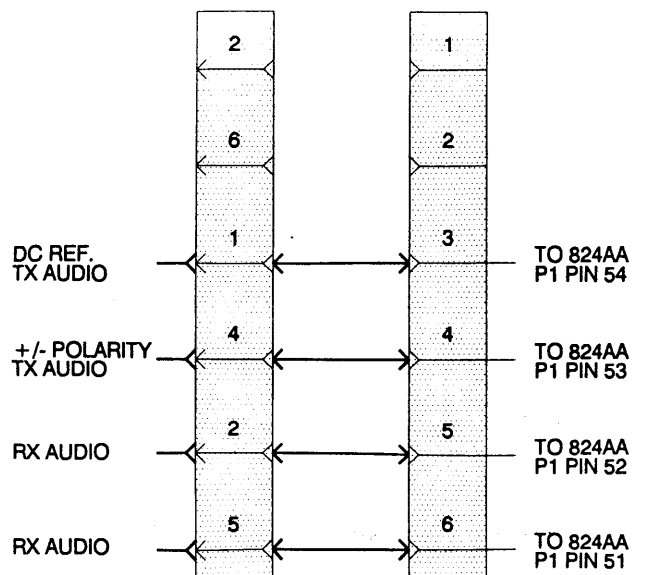 2 1
6 2
DC REF. 1 3 TO 824AA
TX AUDIO P1 PIN 54
+/- POLARITY 4 4 TO 824AA
TX AUDIO P1 PIN 53
RX AUDIO 2 5 TO 824AA
P1 PIN 52
RX AUDIO 5 6 TO 824AA
P1 PIN 51